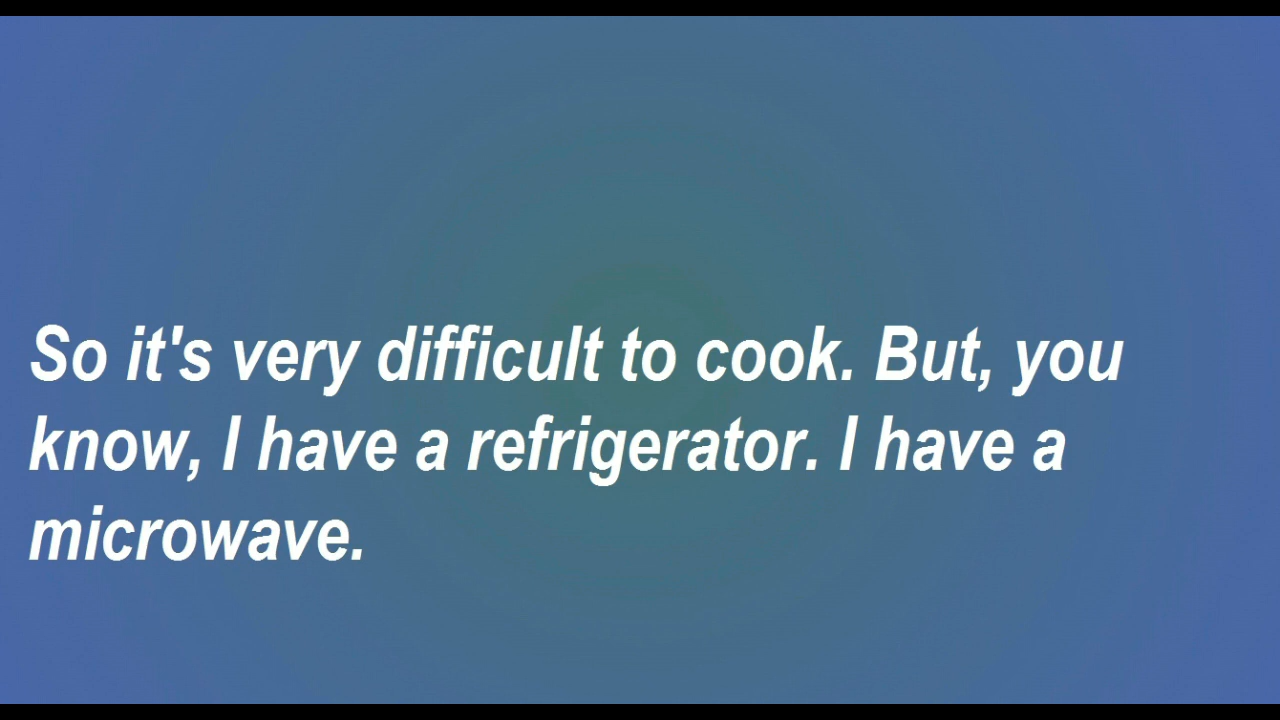 So it's very difficult to cook. But, you
know, I have a refrigerator. I have a
microwave.